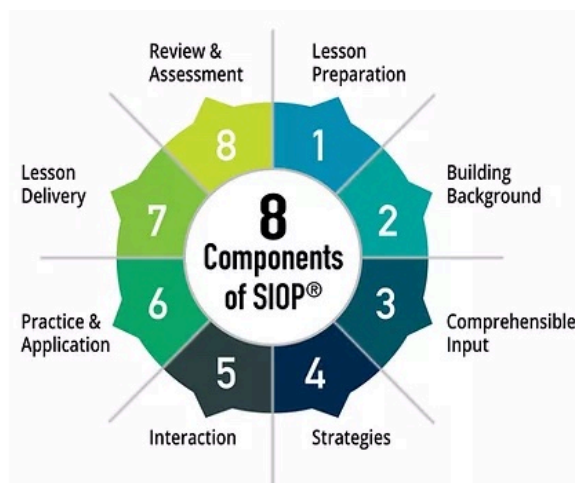 Review &
Assessment
Lesson
Preparation
Building
Background
Comprehensible
Input
Strategies
Interaction
Practice &
Application
Lesson
Delivery
8
1
2
3
4
5
6
7
8
Components
of SIOP®